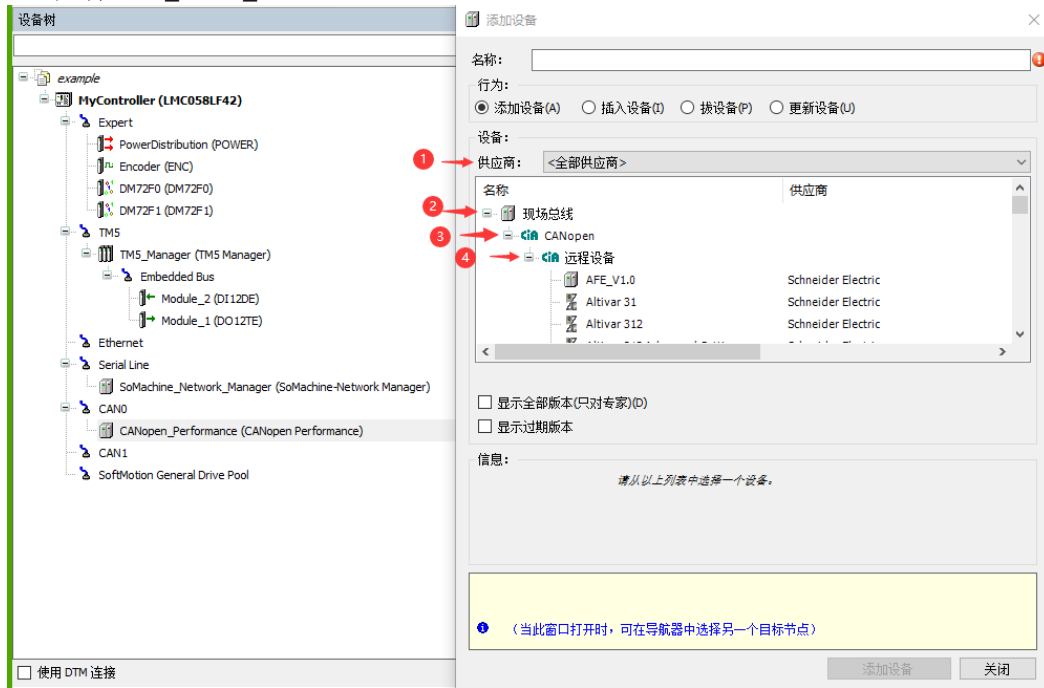 设备树
example
MyController (LMC058LF42)
Expert
PowerDistribution (POWER)
Encoder (ENC)
DM72F0 (DM72F0)
DM72F1 (DM72F1)
TM5
TM5_Manager (TM5 Manager)
Embedded Bus
Module_2 (DI12DE)
Module_1 (DO12TE)
Ethernet
Serial Line
SoMachine_Network_Manager (SoMachine-Network Manager)
CAN0
CANopen_Performance (CANopen Performance)
CAN1
SoftMotion General Drive Pool
使用 DTM 连接
添加设备
名称:
行为:
添加设备(A) 插入设备(I) 拔设备(P) 更新设备(U)
设备:
1 供应商: <全部供应商>
名称 供应商
2 现场总线
3 CiA CANopen
4 CiA 远程设备
AFE_V1.0 Schneider Electric
Altivar 31 Schneider Electric
Altivar 312 Schneider Electric
显示全部版本(只对专家)(D)
显示过期版本
信息:
请从以上列表中选择一个设备。
(当此窗口打开时,可在导航器中选择另一个目标节点)
添加设备 关闭